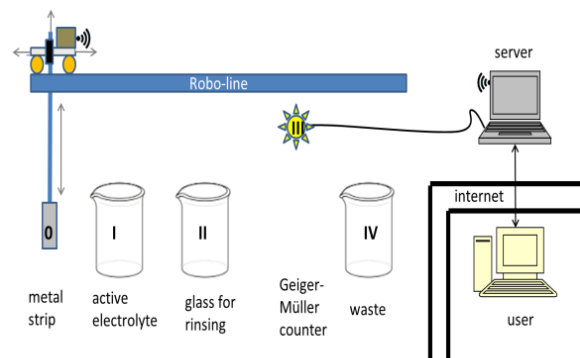 server
Robo-line
III
internet
0
I
II
IV
metal
strip
active
electrolyte
glass for
rinsing
Geiger-
Müller
counter
waste
user